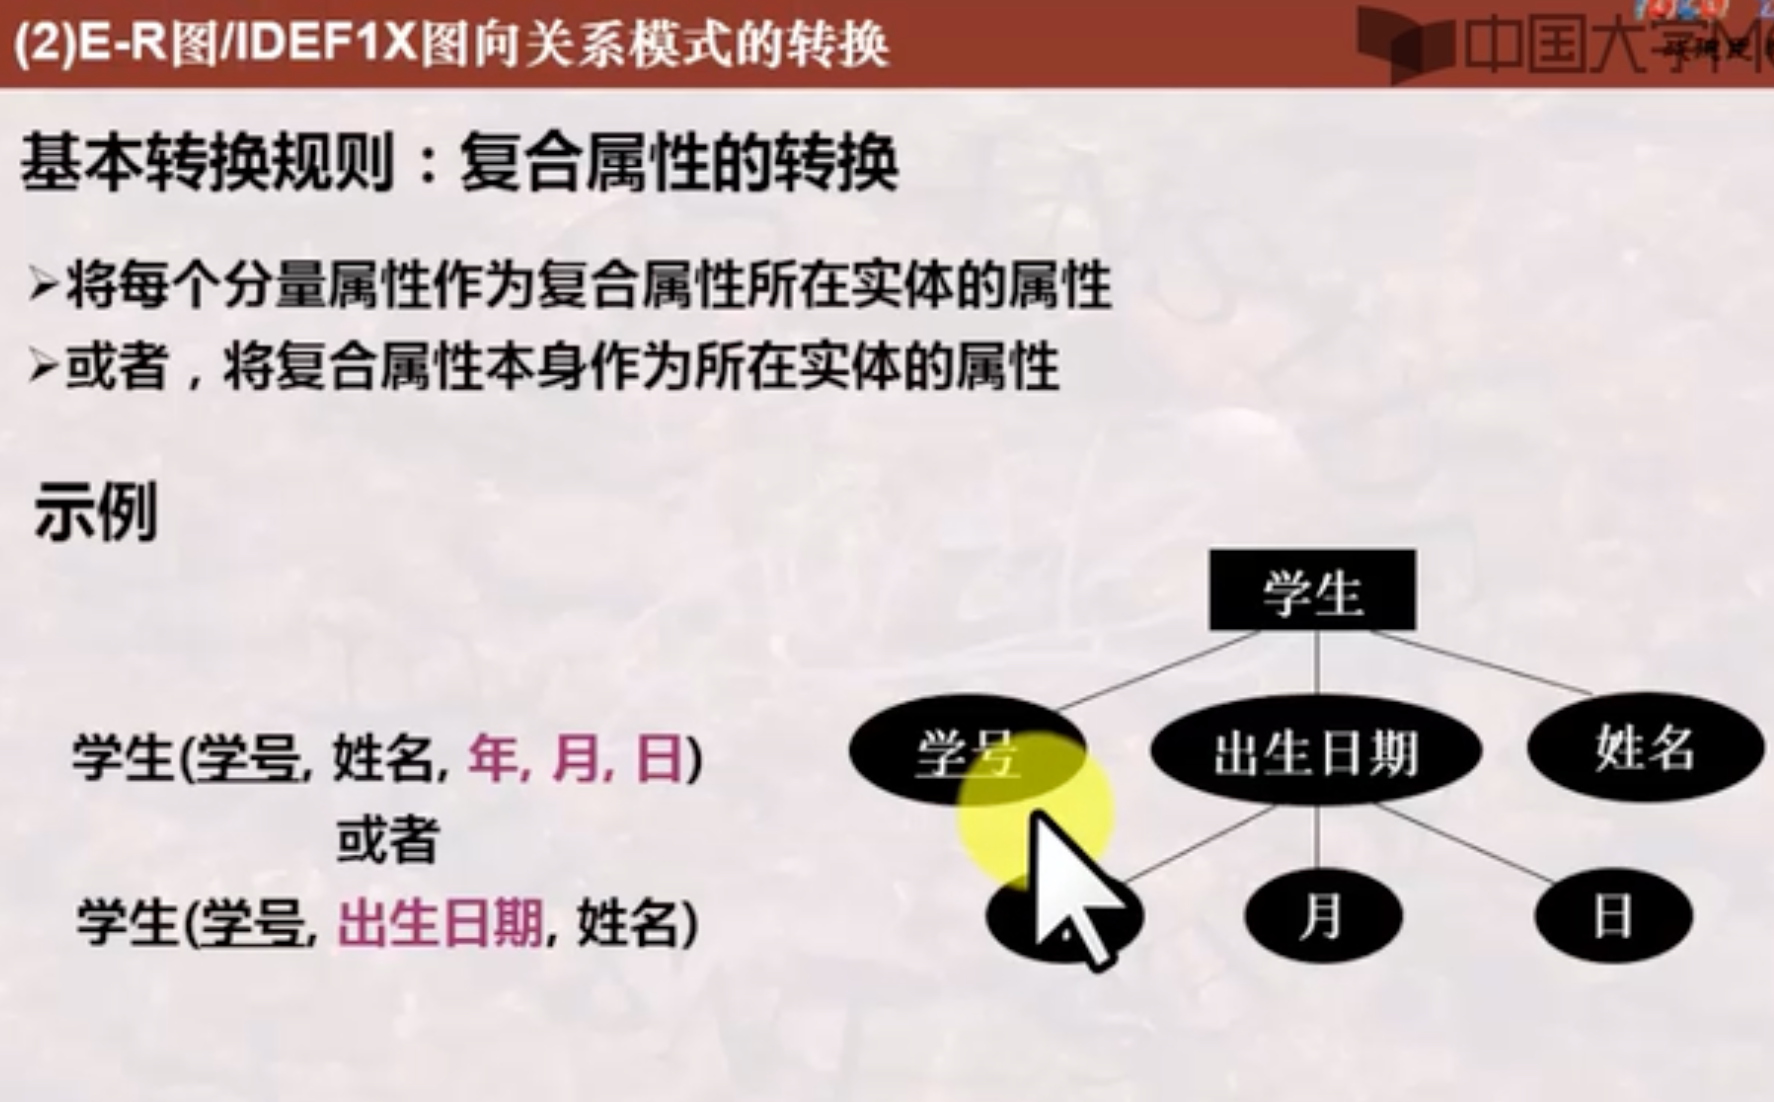 (2)E-R图/IDEF1X图向关系模式的转换
中国大学M
基本转换规则：复合属性的转换
将每个分量属性作为复合属性所在实体的属性
或者，将复合属性本身作为所在实体的属性
示例
学生
学号
出生日期
姓名
月
日
学生(学号, 姓名, 年, 月, 日)
或者
学生(学号, 出生日期, 姓名)